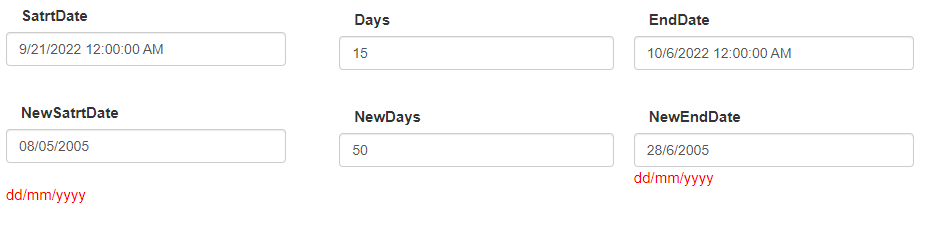 SatrtDate Days EndDate
9/21/2022 12:00:00 AM 15 10/6/2022 12:00:00 AM
NewSatrtDate NewDays NewEndDate
08/05/2005 50 28/6/2005
dd/mm/yyyy
dd/mm/yyyy